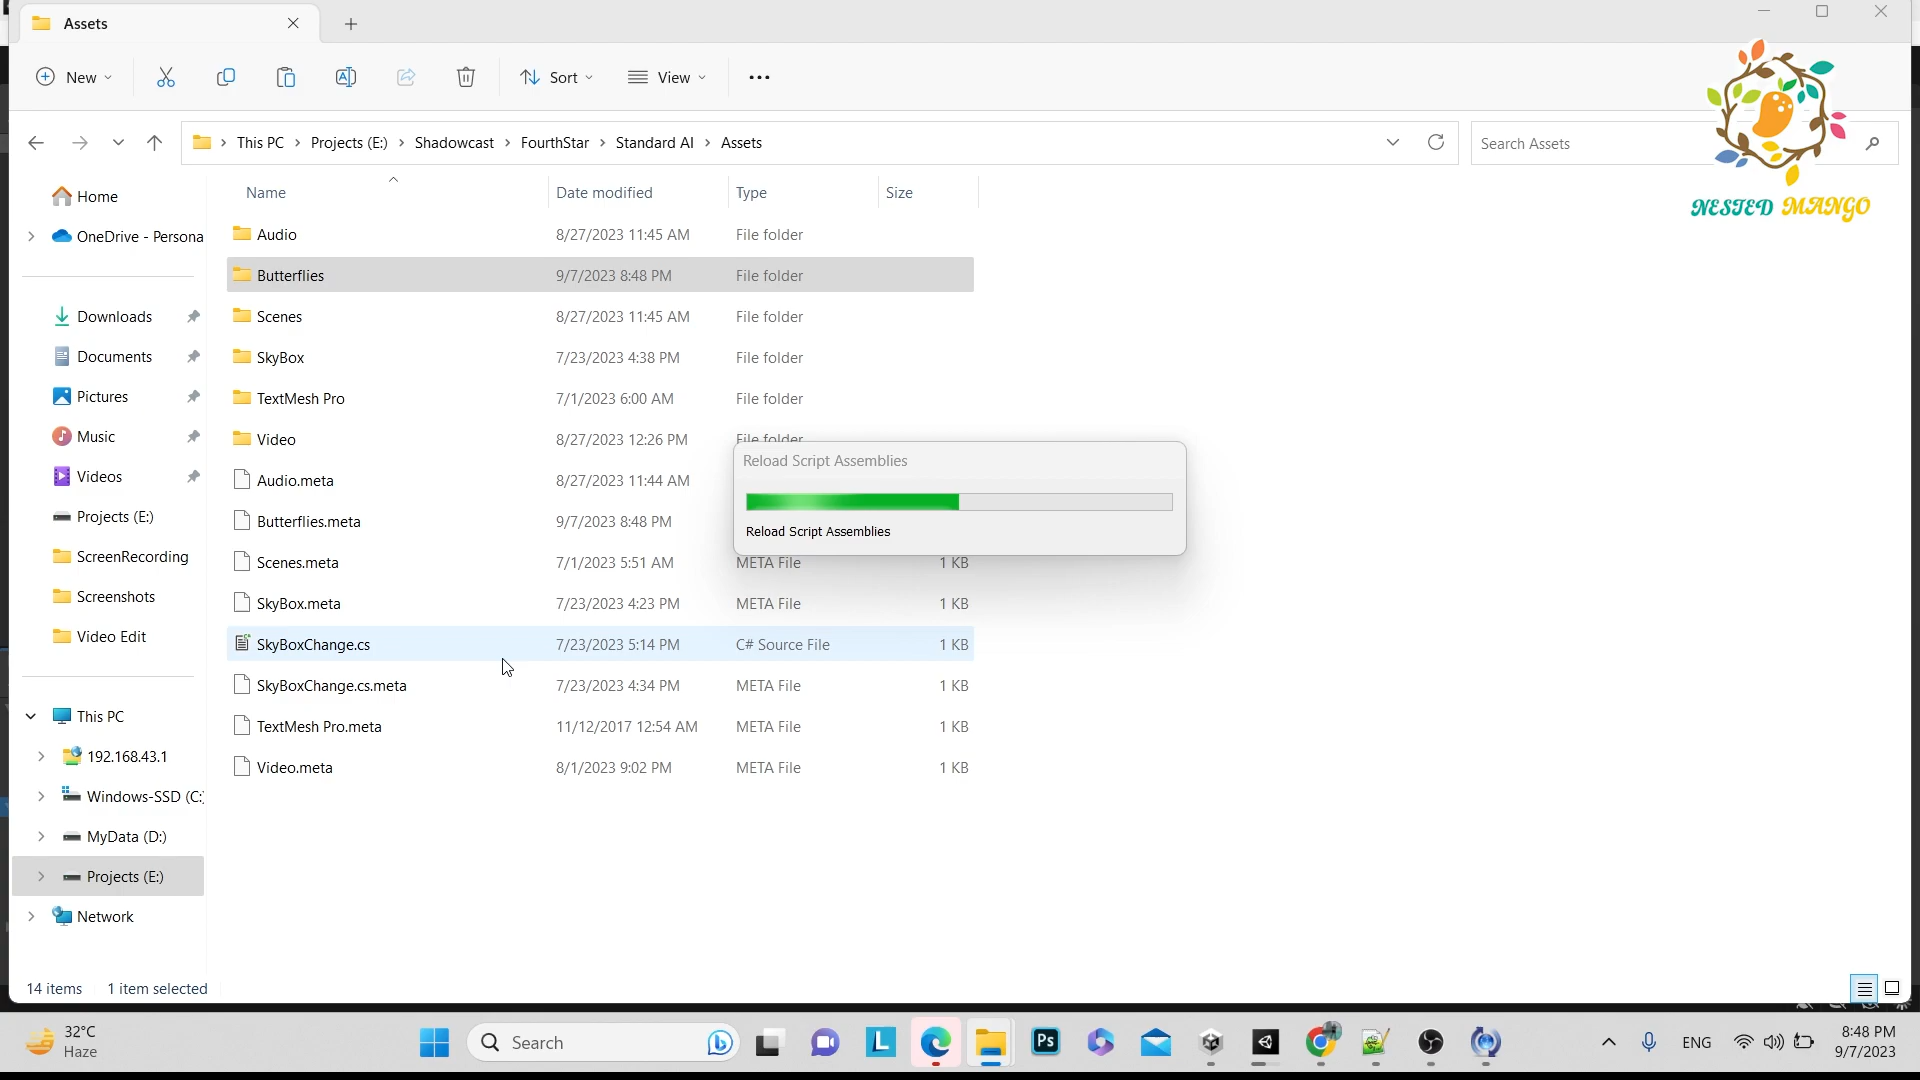 Assets
New
Sort
View
This PC
Projects (E:)
Shadowcast
FourthStar
Standard AI
Assets
Search Assets
NESTED MANGO
Name Date modified Type Size
Home
OneDrive - Persona
Downloads
Documents
Pictures
Music
Videos
Projects (E:)
ScreenRecording
Screenshots
Video Edit
This PC
192.168.43.1
Windows-SSD (C:)
MyData (D:)
Projects (E:)
Network
Audio 8/27/2023 11:45 AM File folder
Butterflies 9/7/2023 8:48 PM File folder
Scenes 8/27/2023 11:45 AM File folder
SkyBox 7/23/2023 4:38 PM File folder
TextMesh Pro 7/1/2023 6:00 AM File folder
Video 8/27/2023 12:26 PM File folder
Audio.meta 8/27/2023 11:44 AM
Butterflies.meta 9/7/2023 8:48 PM
Scenes.meta 7/1/2023 5:51 AM META File 1 KB
SkyBox.meta 7/23/2023 4:23 PM META File 1 KB
SkyBoxChange.cs 7/23/2023 5:14 PM C# Source File 1 KB
SkyBoxChange.cs.meta 7/23/2023 4:34 PM META File 1 KB
TextMesh Pro.meta 11/12/2017 12:54 AM META File 1 KB
Video.meta 8/1/2023 9:02 PM META File 1 KB
Reload Script Assemblies
Reload Script Assemblies
14 items 1 item selected
32°C
Haze
Search
L
Ps
ENG
8:48 PM
9/7/2023